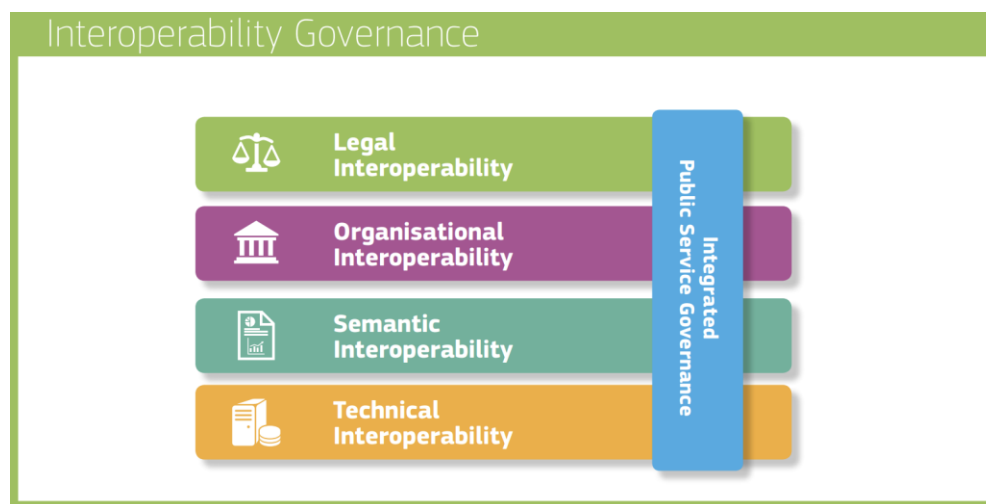 Interoperability Governance
Legal
Interoperability
Organisational
Interoperability
Semantic
Interoperability
Technical
Interoperability
Integrated
Public Service Governance